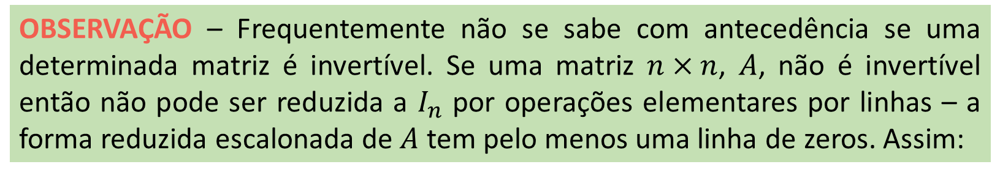 OBSERVAÇÃO – Frequentemente não se sabe com antecedência se uma
determinada matriz é invertível. Se uma matriz n × n, A, não é invertível
então não pode ser reduzida a Iₙ por operações elementares por linhas – a
forma reduzida escalonada de A tem pelo menos uma linha de zeros. Assim: